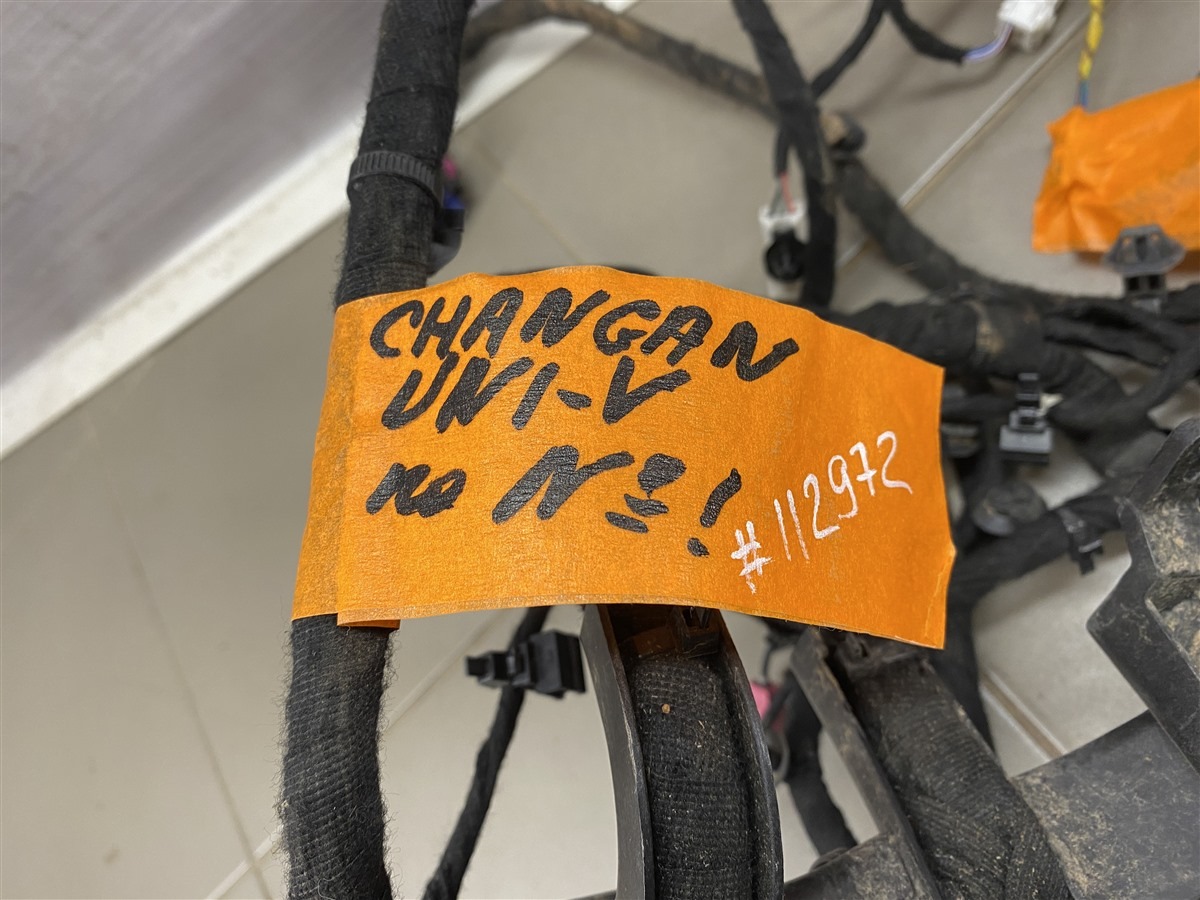 CHANGAN
UNI-V
по №!
#112972